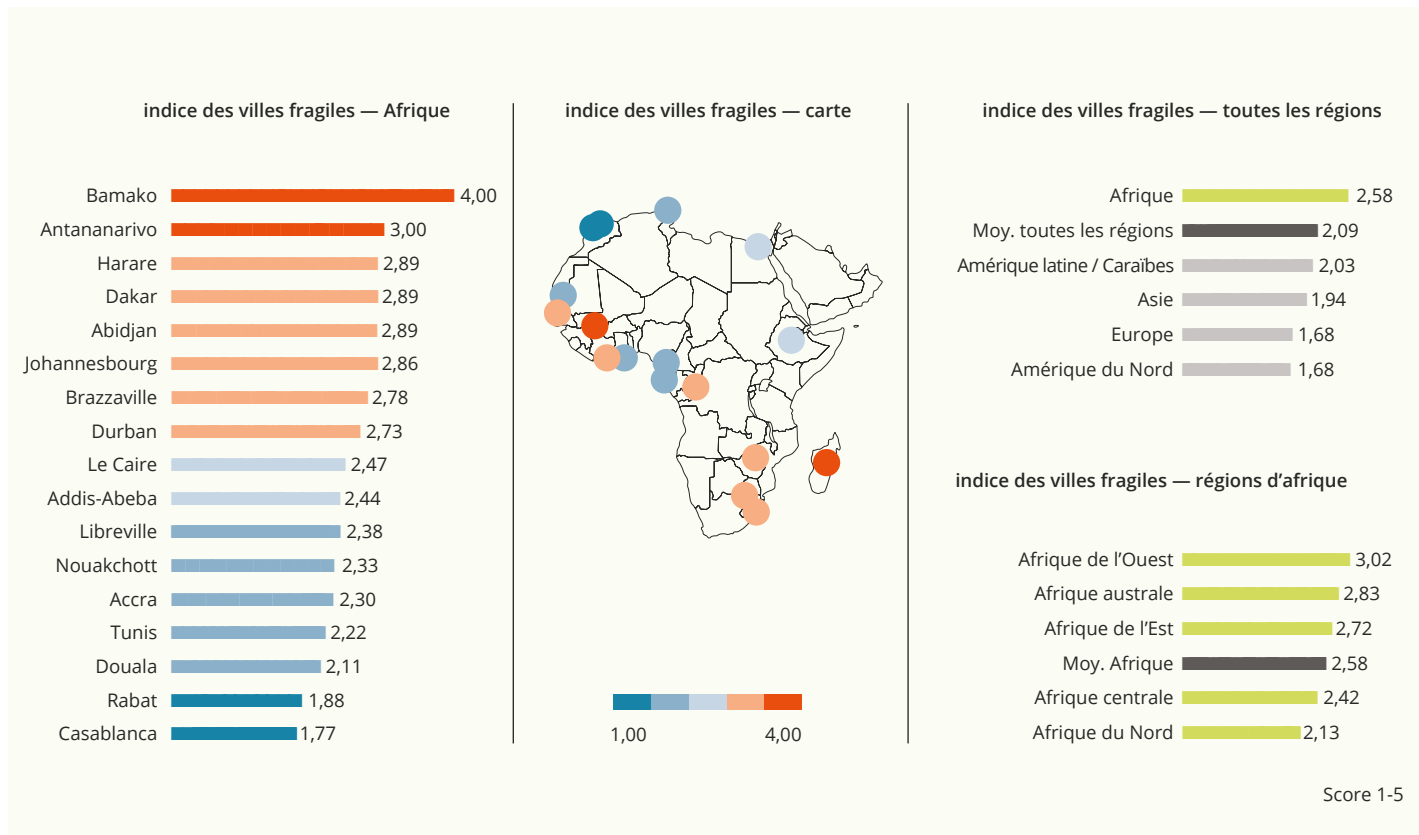 indice des villes fragiles — Afrique
Bamako 4,00
Antananarivo 3,00
Harare 2,89
Dakar 2,89
Abidjan 2,89
Johannesbourg 2,86
Brazzaville 2,78
Durban 2,73
Le Caire 2,47
Addis-Abeba 2,44
Libreville 2,38
Nouakchott 2,33
Accra 2,30
Tunis 2,22
Douala 2,11
Rabat 1,88
Casablanca 1,77
indice des villes fragiles — carte
1,00 4,00
indice des villes fragiles — toutes les régions
Afrique 2,58
Moy. toutes les régions 2,09
Amérique latine / Caraïbes 2,03
Asie 1,94
Europe 1,68
Amérique du Nord 1,68
indice des villes fragiles — régions d’afrique
Afrique de l’Ouest 3,02
Afrique australe 2,83
Afrique de l’Est 2,72
Moy. Afrique 2,58
Afrique centrale 2,42
Afrique du Nord 2,13
Score 1-5